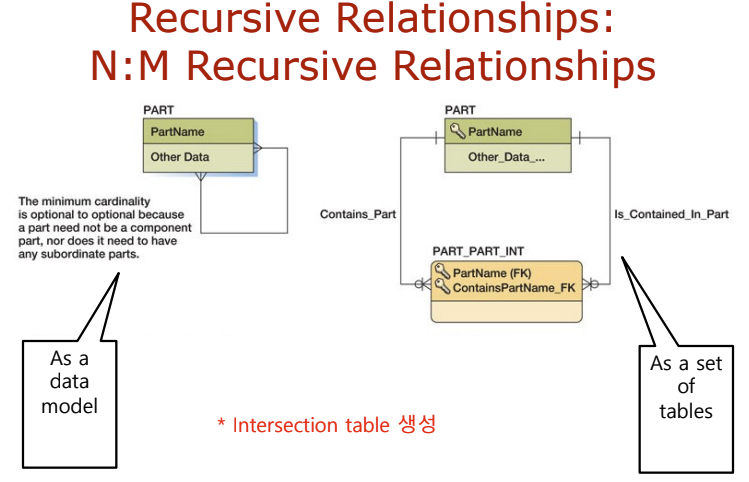 Recursive Relationships:
N:M Recursive Relationships
PART
PartName
Other Data
The minimum cardinality
is optional to optional because
a part need not be a component
part, nor does it need to have
any subordinate parts.
As a
data
model
PART
PartName
Other_Data_...
Contains_Part
Is_Contained_In_Part
PART_PART_INT
PartName (FK)
ContainsPartName_FK
As a set
of
tables
* Intersection table 생성